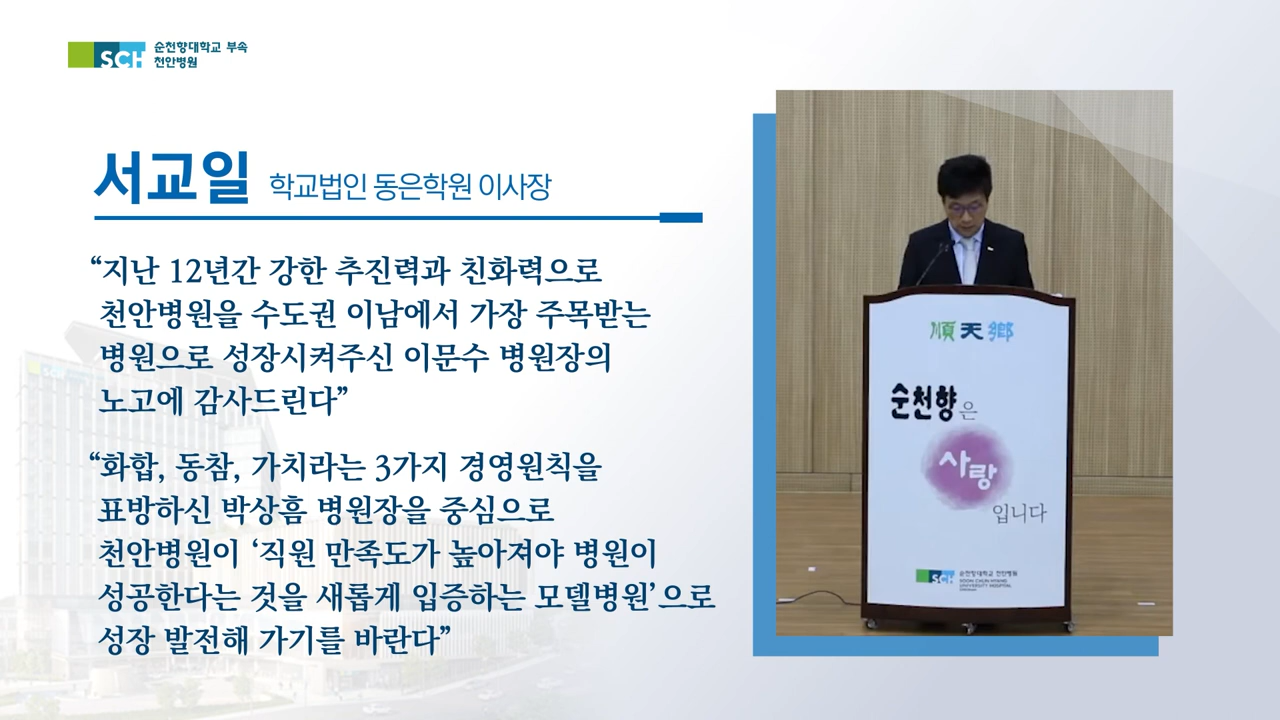 SCH 순천향대학교 부속
천안병원
서교일 학교법인 동은학원 이사장
“지난 12년간 강한 추진력과 친화력으로
천안병원을 수도권 이남에서 가장 주목받는
병원으로 성장시켜주신 이문수 병원장의
노고에 감사드린다”
“화합, 동참, 가치라는 3가지 경영원칙을
표방하신 박상흠 병원장을 중심으로
천안병원이 ‘직원 만족도가 높아져야 병원이
성공한다는 것을 새롭게 입증하는 모델병원’으로
성장 발전해 가기를 바란다”
順天鄕
순천향은
사랑
입니다
SCH 순천향대학교 천안병원
SOON CHUN HYANG
UNIVERSITY HOSPITAL
CHEONAN